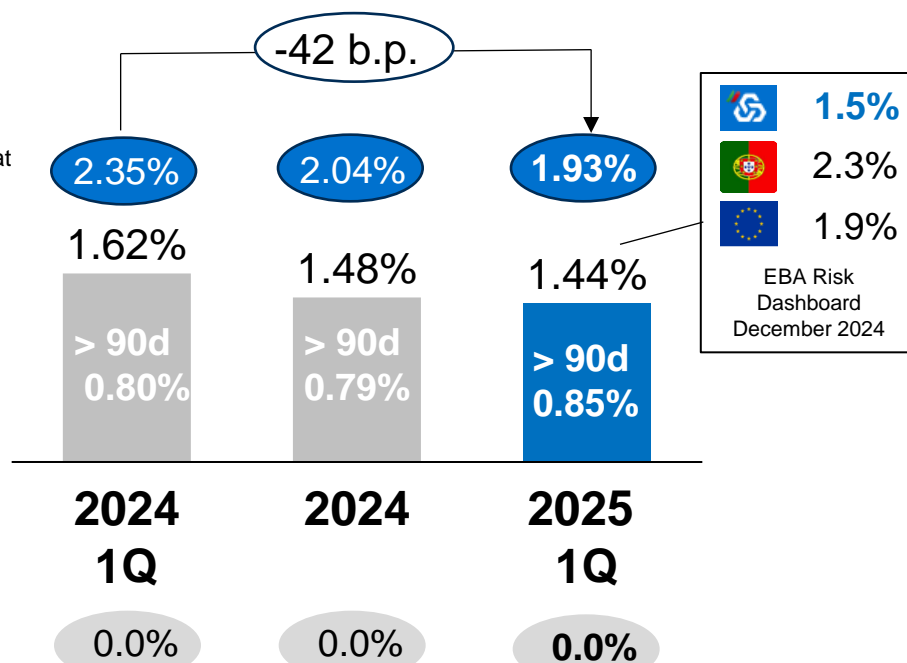 -42 b.p.
at
2.35%
2.04%
1.93%
1.62%
1.48%
1.44%
> 90d
0.80%
> 90d
0.79%
> 90d
0.85%
1.5%
2.3%
1.9%
EBA Risk
Dashboard
December 2024
2024
1Q
2024
2025
1Q
0.0%
0.0%
0.0%